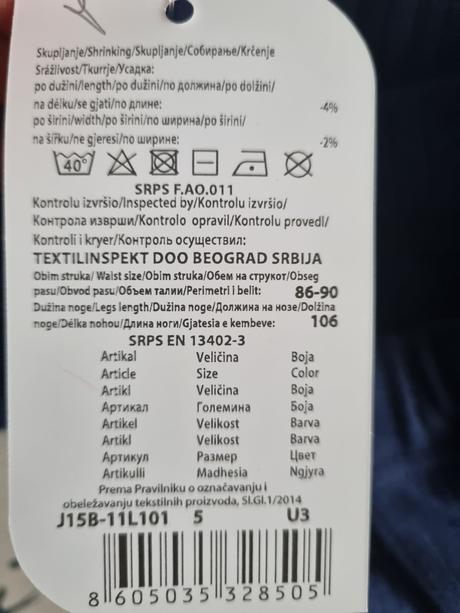 Skupljanje/Shrinking/Skupljanje/Собирање/Krčenje
Srážlivost/Tkurrje/Усадка:
po dužini/length/po dužini/по должина/po dolžini/
na délku/se gjati/по длине: -4%
po širini/width/po širini/по ширина/po širini/
na šířku/ne gjeresi/по ширине: -2%
40°
SRPS F.AO.011
Kontrolu izvršio/Inspected by/Kontrolu izvršio/
Контрола изврши/Kontrolo opravil/Kontrolu provedl/
Kontroli i kryer/Контроль осуществил:
TEXTILINSPEKT DOO BEOGRAD SRBIJA
Obim struka/ Waist size/Obim struka/Обем на струкот/Obseg
pasu/Obvod pasu/Обьем талии/Perimetri i belit: 86-90
Dužina noge/Legs length/Dužina noge/Должина на нозе/Dolžina
noge/Délka nohou/Длина ноги/Gjatesia e kembeve: 106
SRPS EN 13402-3
Artikal Veličina Boja
Article Size Color
Artikl Veličina Boja
Артикал Големина Боја
Artikel Velikost Barva
Artikl Velikost Barva
Артикул Размер Цвет
Artikulli Madhesia Ngjyra
Prema Pravilniku o označavanju i
obeležavanju tekstilnih proizvoda, Sl.Gl.1/2014
J15B-11L101 5 U3
8 605035 328505